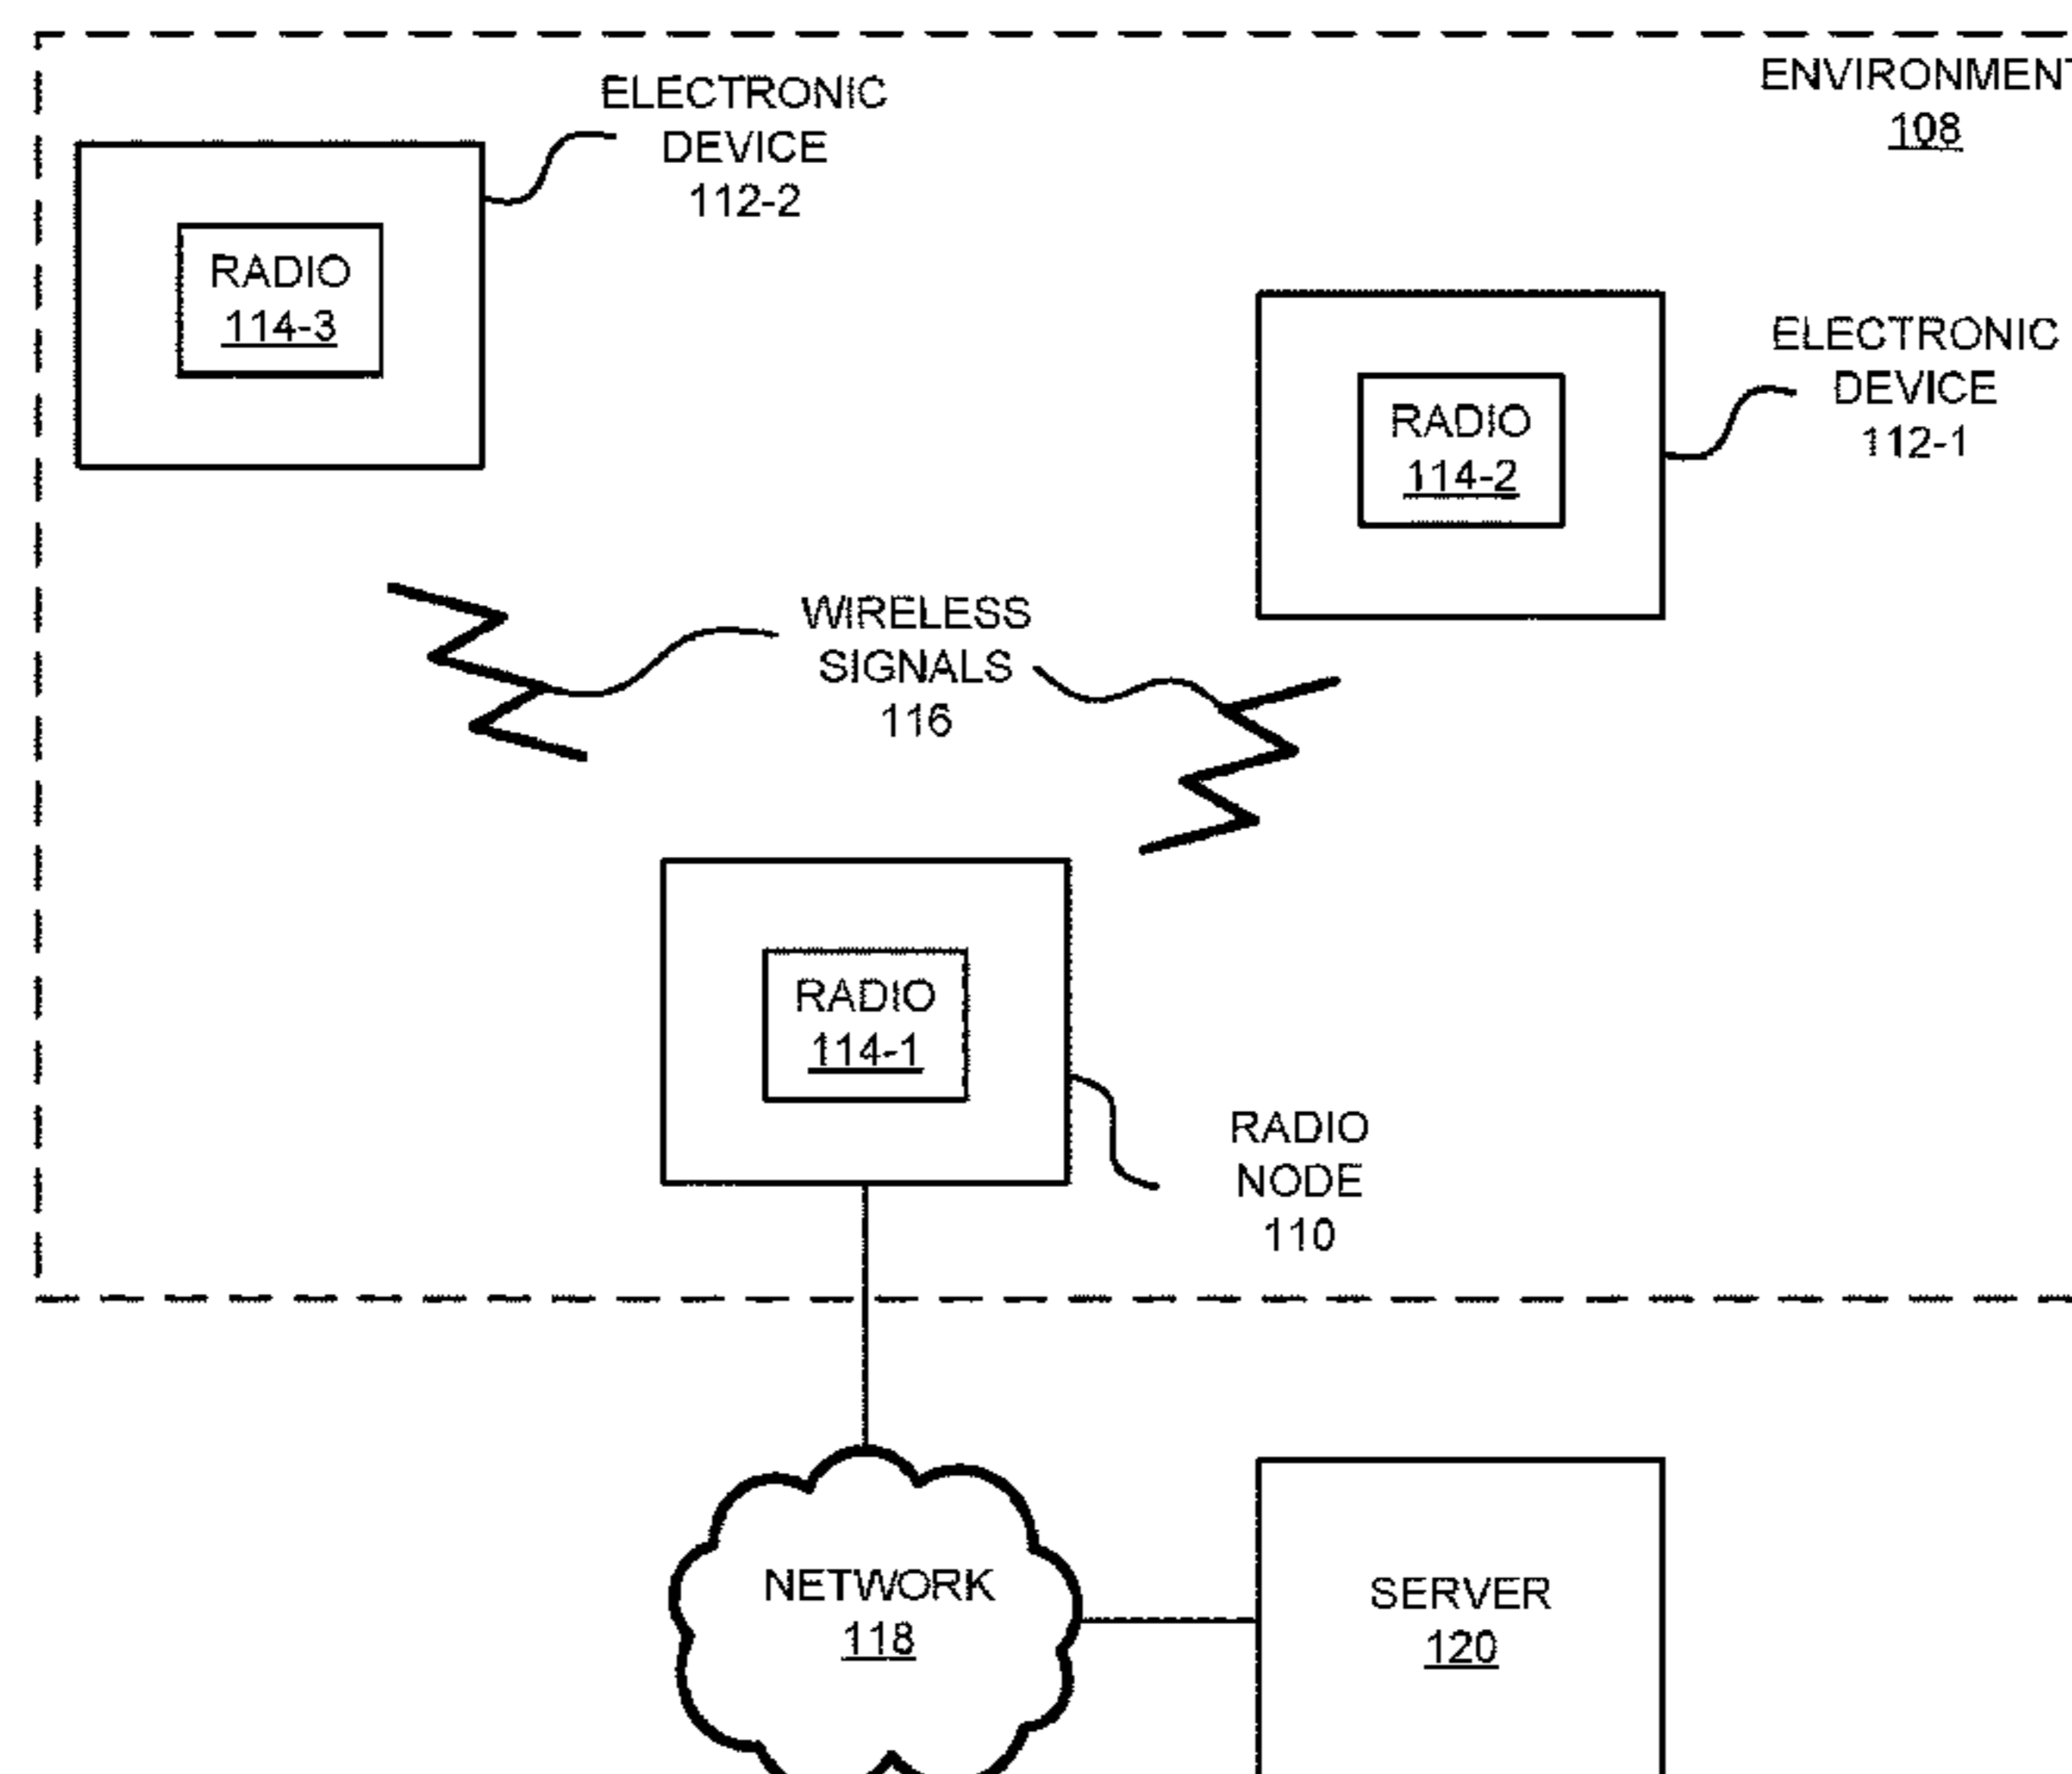 ELECTRONIC
DEVICE
112-2
ENVIRONMENT
108
RADIO
114-3
ELECTRONIC
DEVICE
112-1
RADIO
114-2
WIRELESS
SIGNALS
116
RADIO
114-1
RADIO
NODE
110
NETWORK
118
SERVER
120